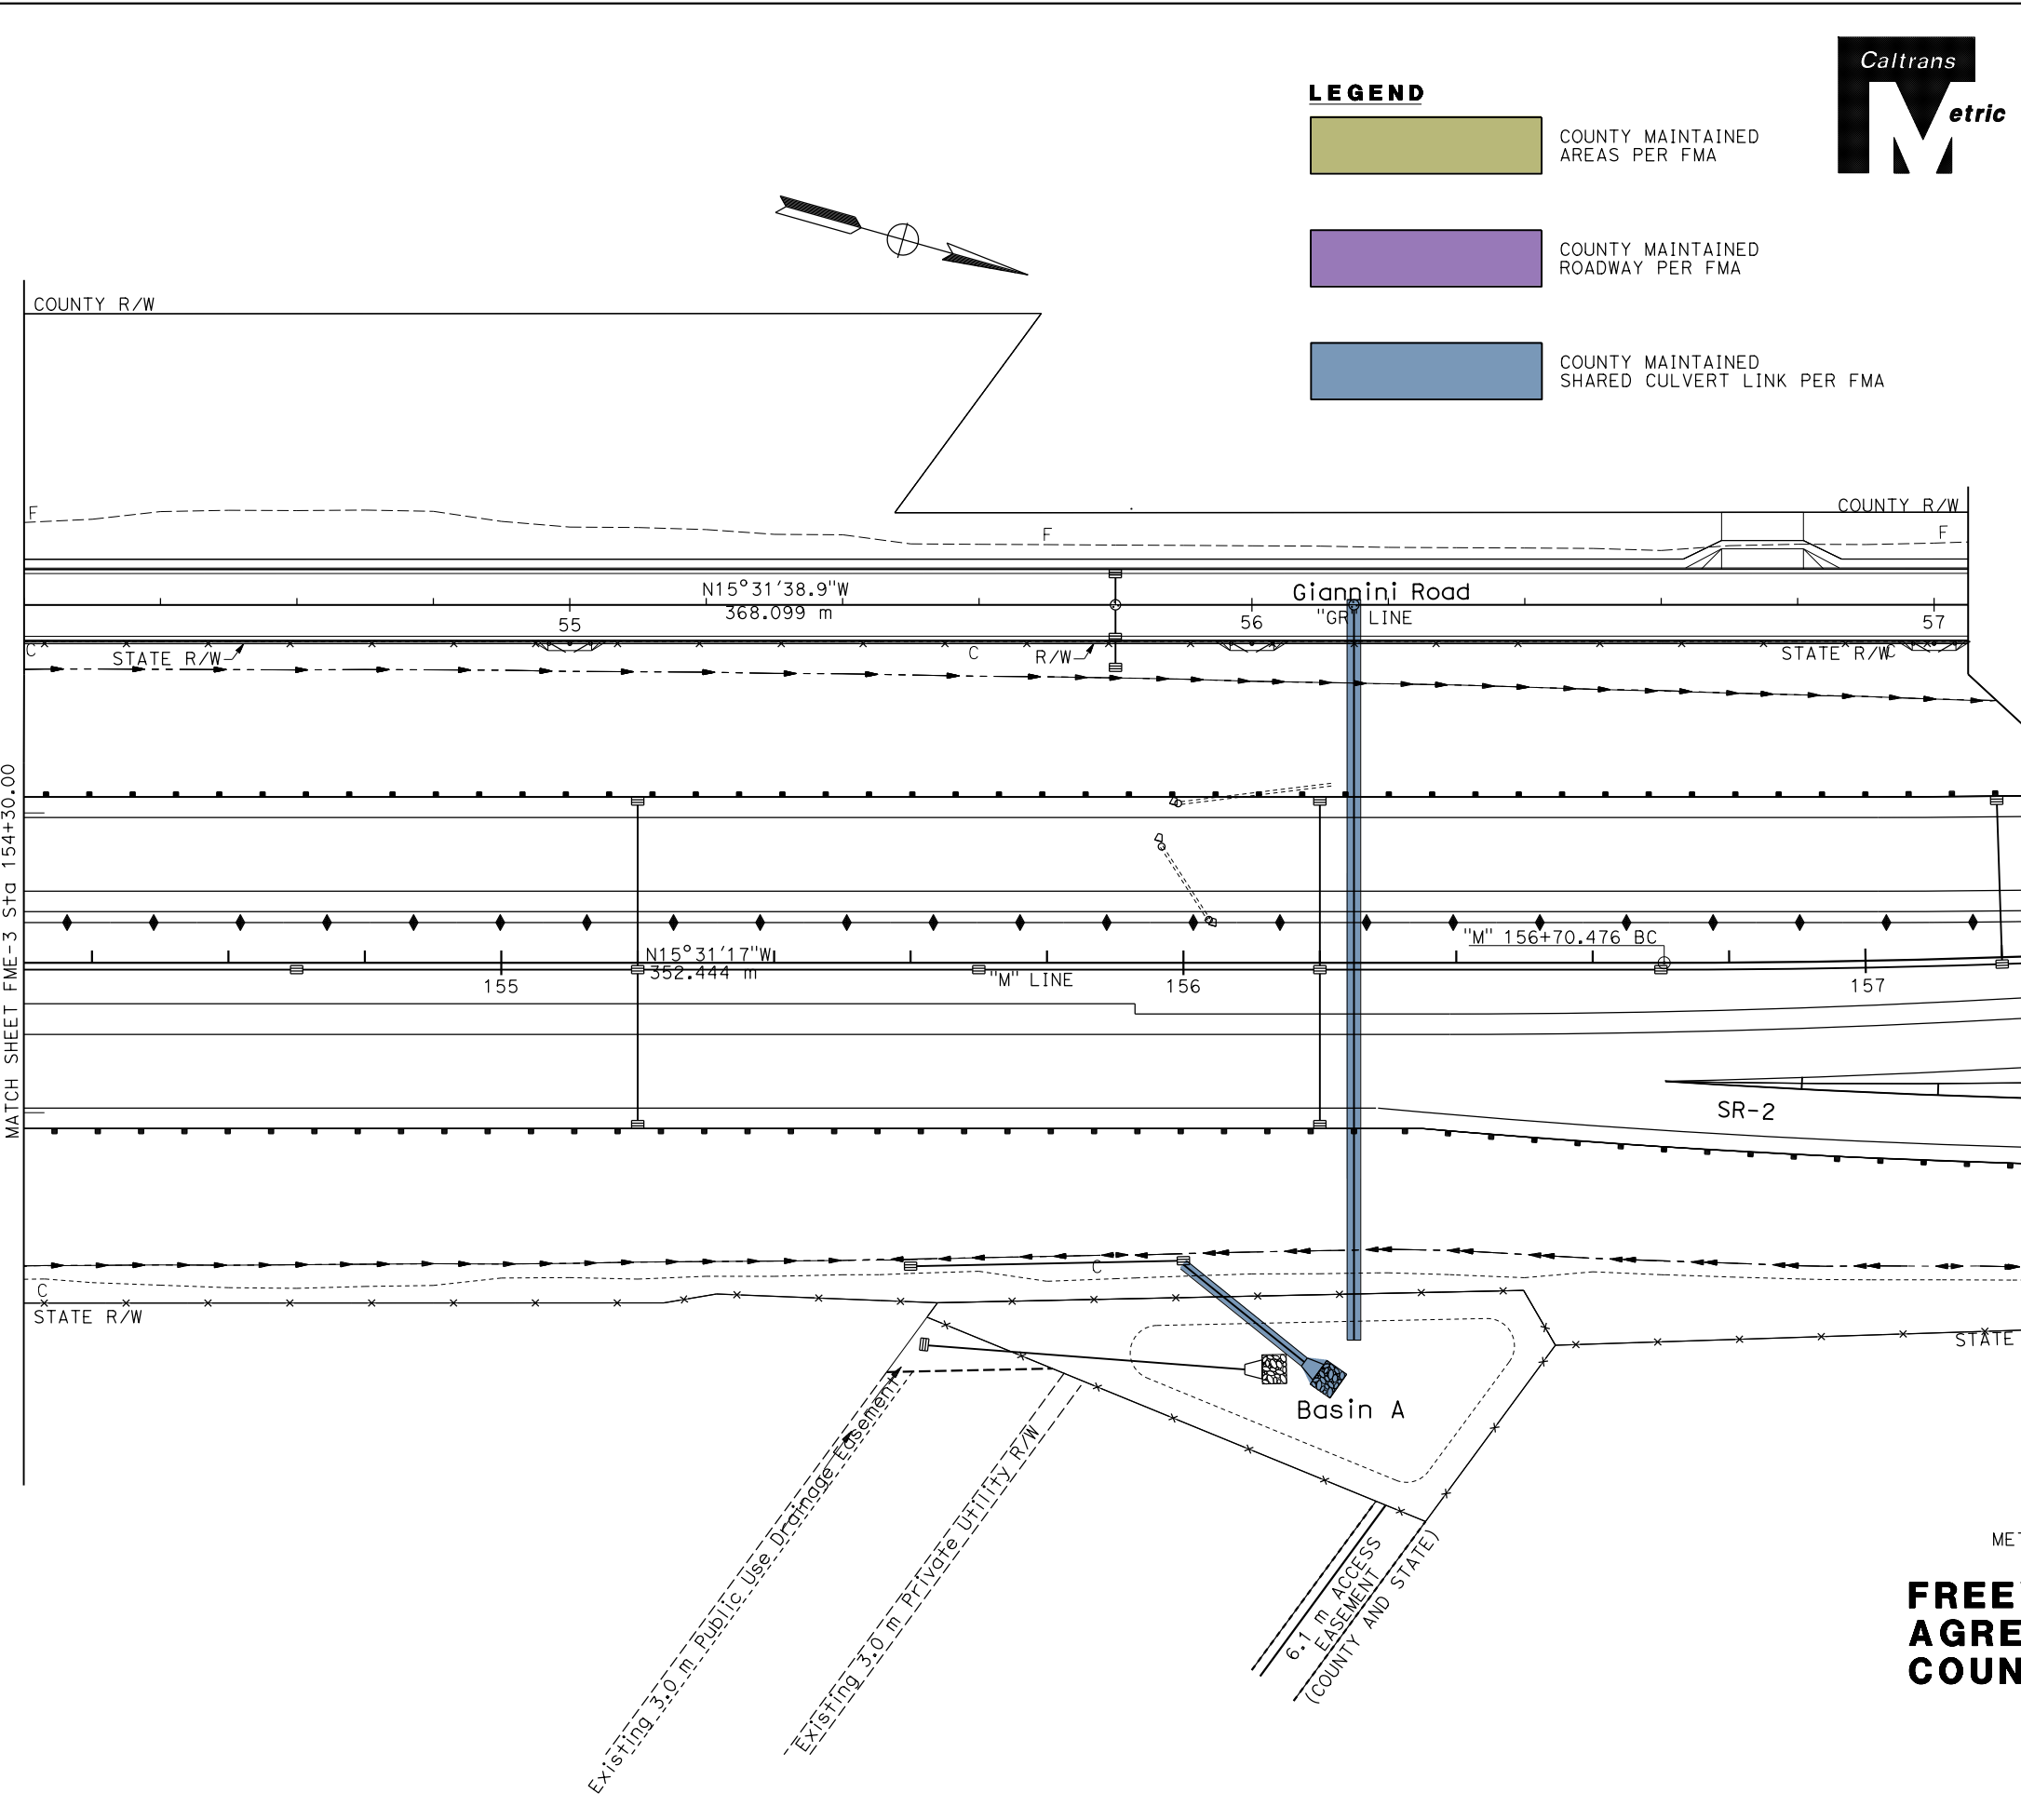 Caltrans
Metric
LEGEND
COUNTY MAINTAINED
AREAS PER FMA
COUNTY MAINTAINED
ROADWAY PER FMA
COUNTY MAINTAINED
SHARED CULVERT LINK PER FMA
COUNTY R/W
COUNTY R/W
F
F
F
N15°31'38.9"W
368.099 m
Giannini Road
"GR" LINE
55
56
57
C
STATE R/W
C
R/W
STATE R/W
C
MATCH SHEET FME-3 Sta 154+30.00
"M" 156+70.476 BC
N15°31'17"W
352.444 m
"M" LINE
155
156
157
SR-2
C
C
STATE R/W
STATE
Basin A
Existing 3.0 m Public Use Drainage Easement
Existing 3.0 m Private Utility R/W
6.1 m ACCESS
EASEMENT
(COUNTY AND STATE)
MET
FREE
AGRE
COUN